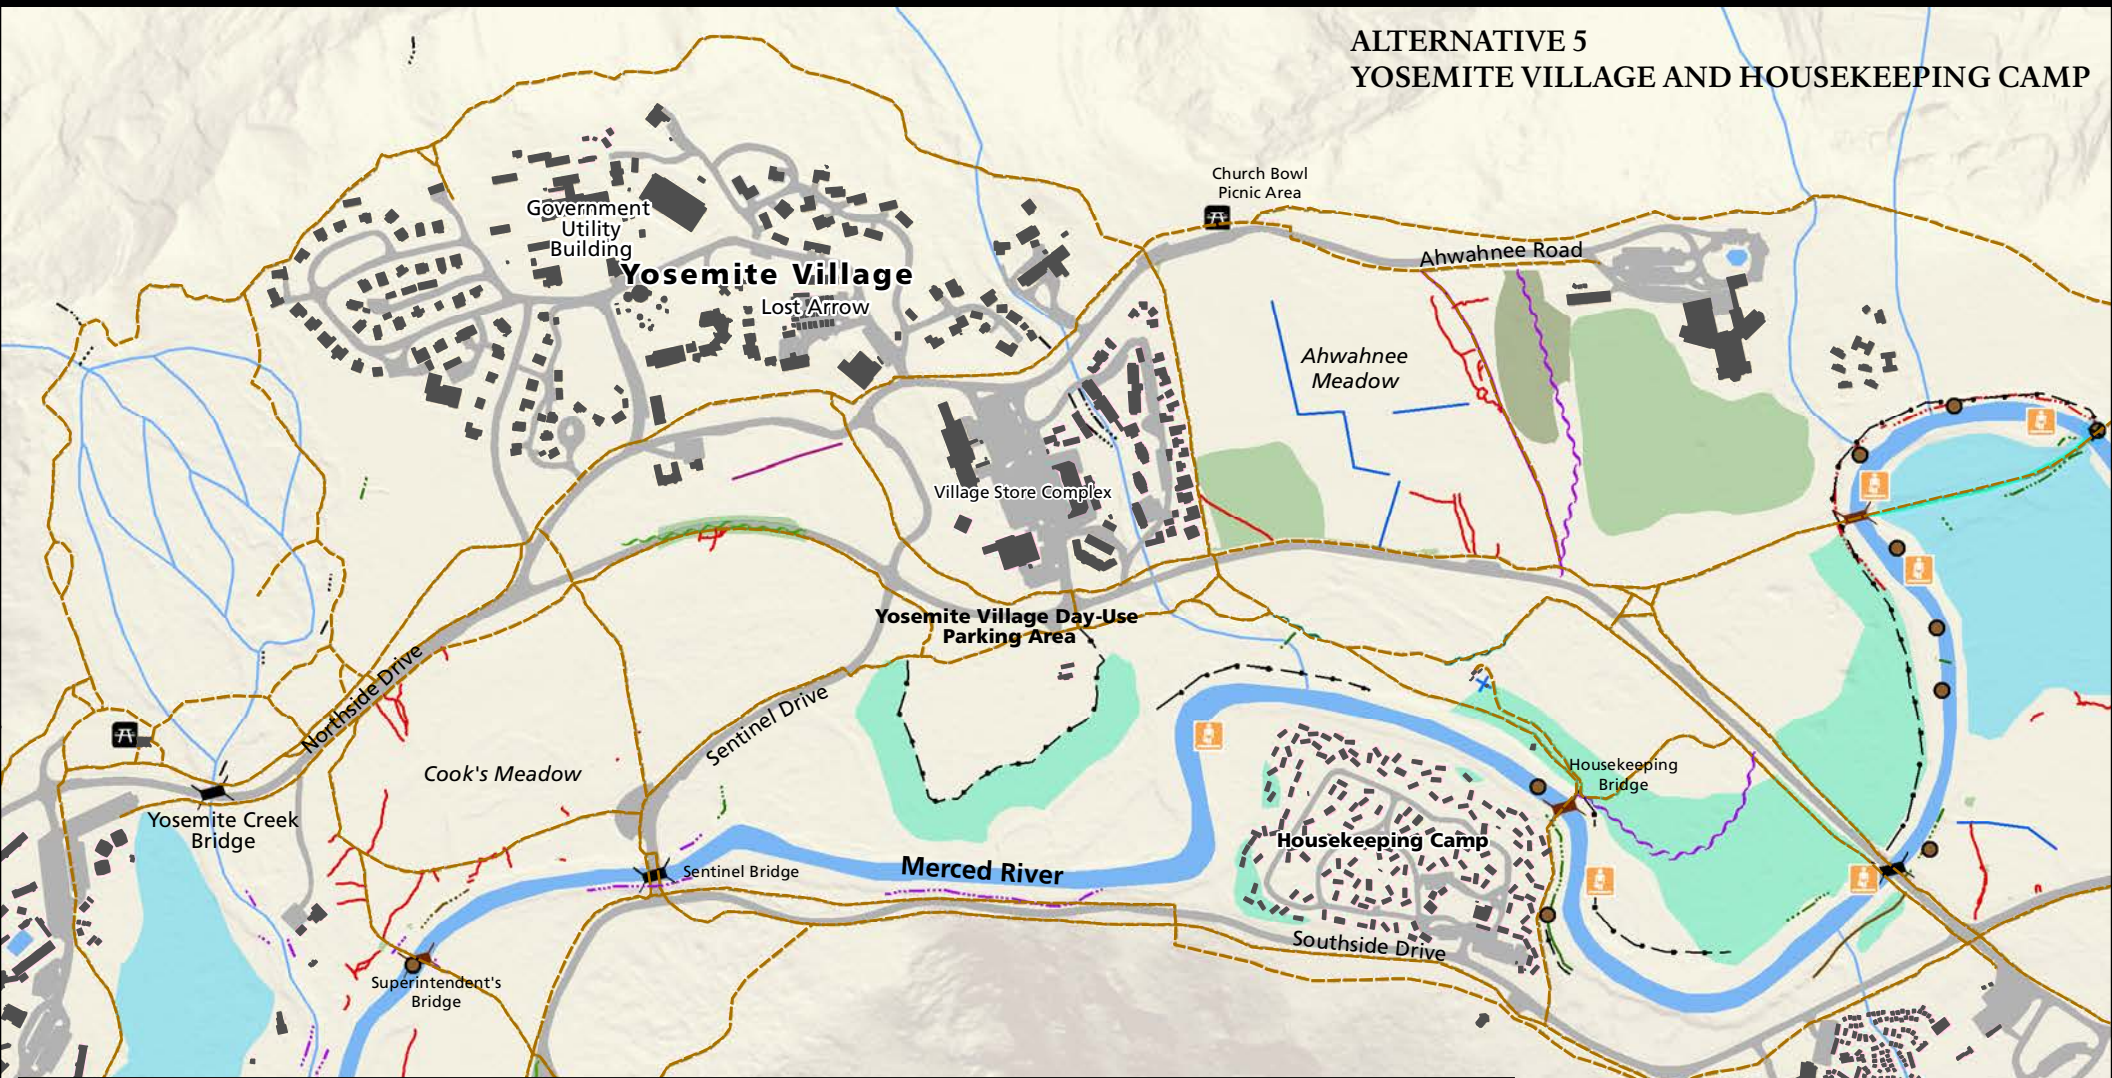 ALTERNATIVE 5
YOSEMITE VILLAGE AND HOUSEKEEPING CAMP
Church Bowl
Picnic Area
Government
Utility
Building
Yosemite Village
Lost Arrow
Ahwahnee Road
Ahwahnee
Meadow
Village Store Complex
Yosemite Village Day-Use
Parking Area
Northside Drive
Sentinel Drive
Cook's Meadow
Housekeeping
Bridge
Yosemite Creek
Bridge
Housekeeping Camp
Sentinel Bridge
Merced River
Southside Drive
Superintendent's
Bridge